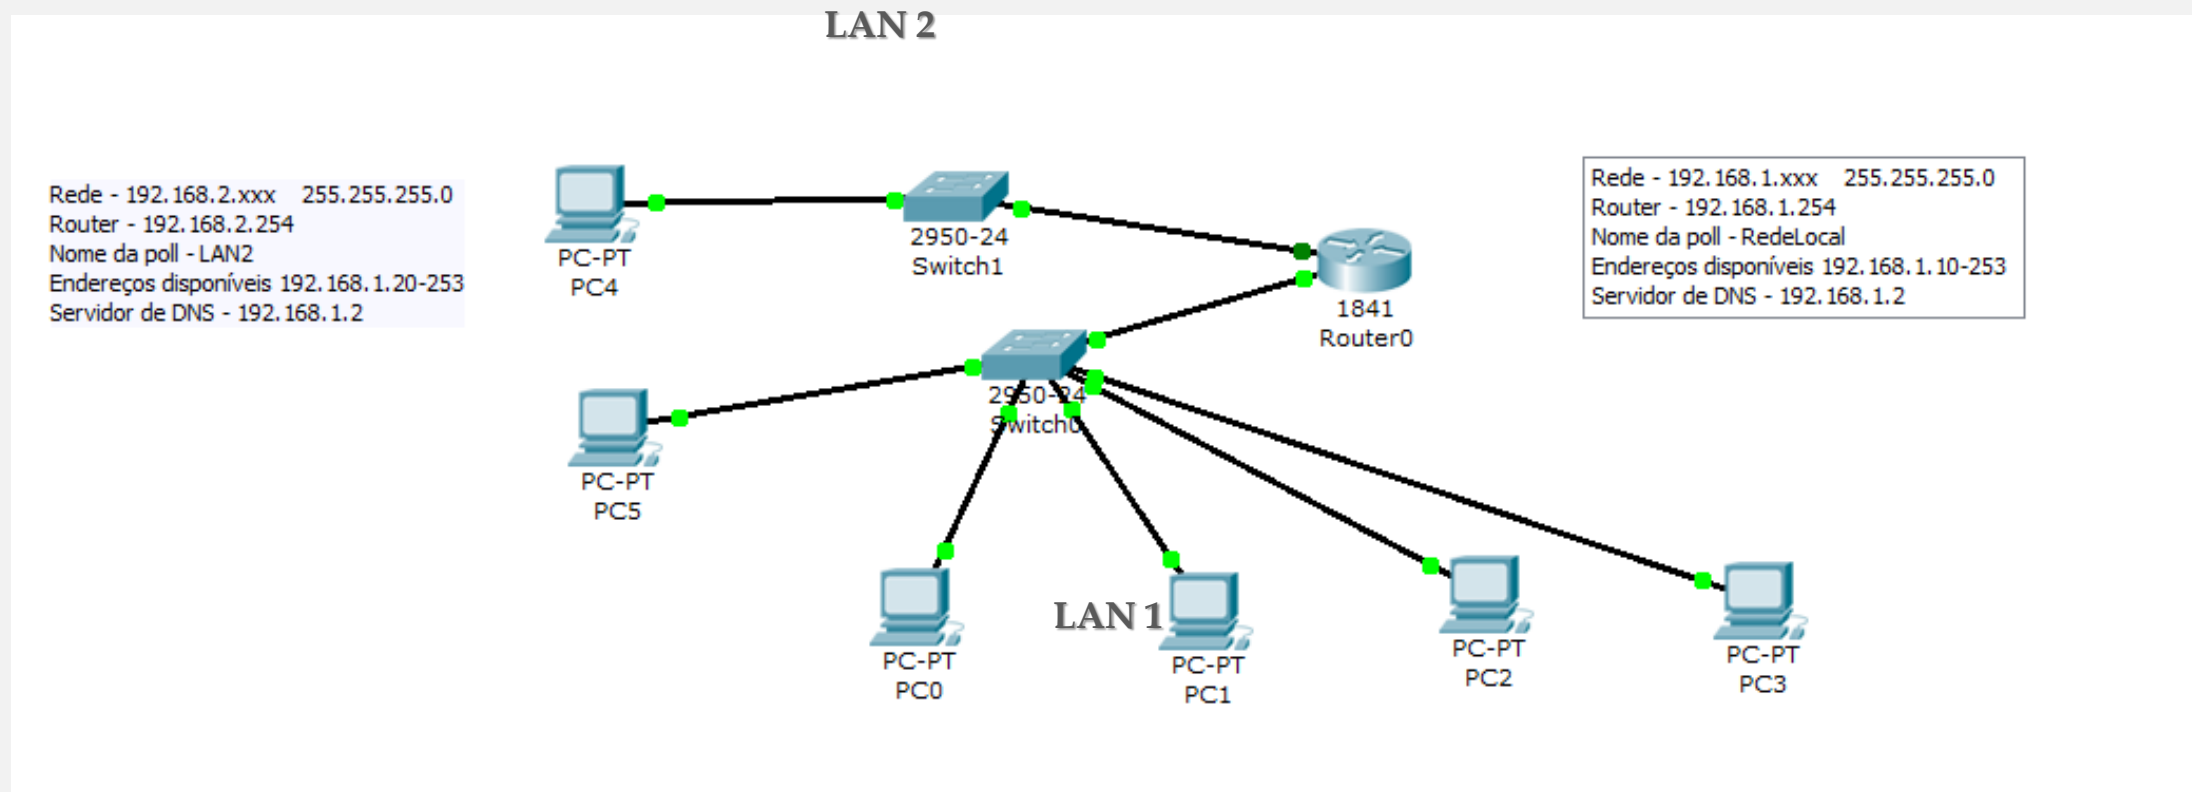 LAN 2
Rede - 192.168.2.xxx 255.255.255.0
Router - 192.168.2.254
Nome da poll - LAN2
Endereços disponíveis 192.168.1.20-253
Servidor de DNS - 192.168.1.2
PC-PT
PC4
2950-24
Switch1
1841
Router0
Rede - 192.168.1.xxx 255.255.255.0
Router - 192.168.1.254
Nome da poll - RedeLocal
Endereços disponíveis 192.168.1.10-253
Servidor de DNS - 192.168.1.2
2950-24
Switch0
PC-PT
PC5
LAN 1
PC-PT
PC0
PC-PT
PC1
PC-PT
PC2
PC-PT
PC3